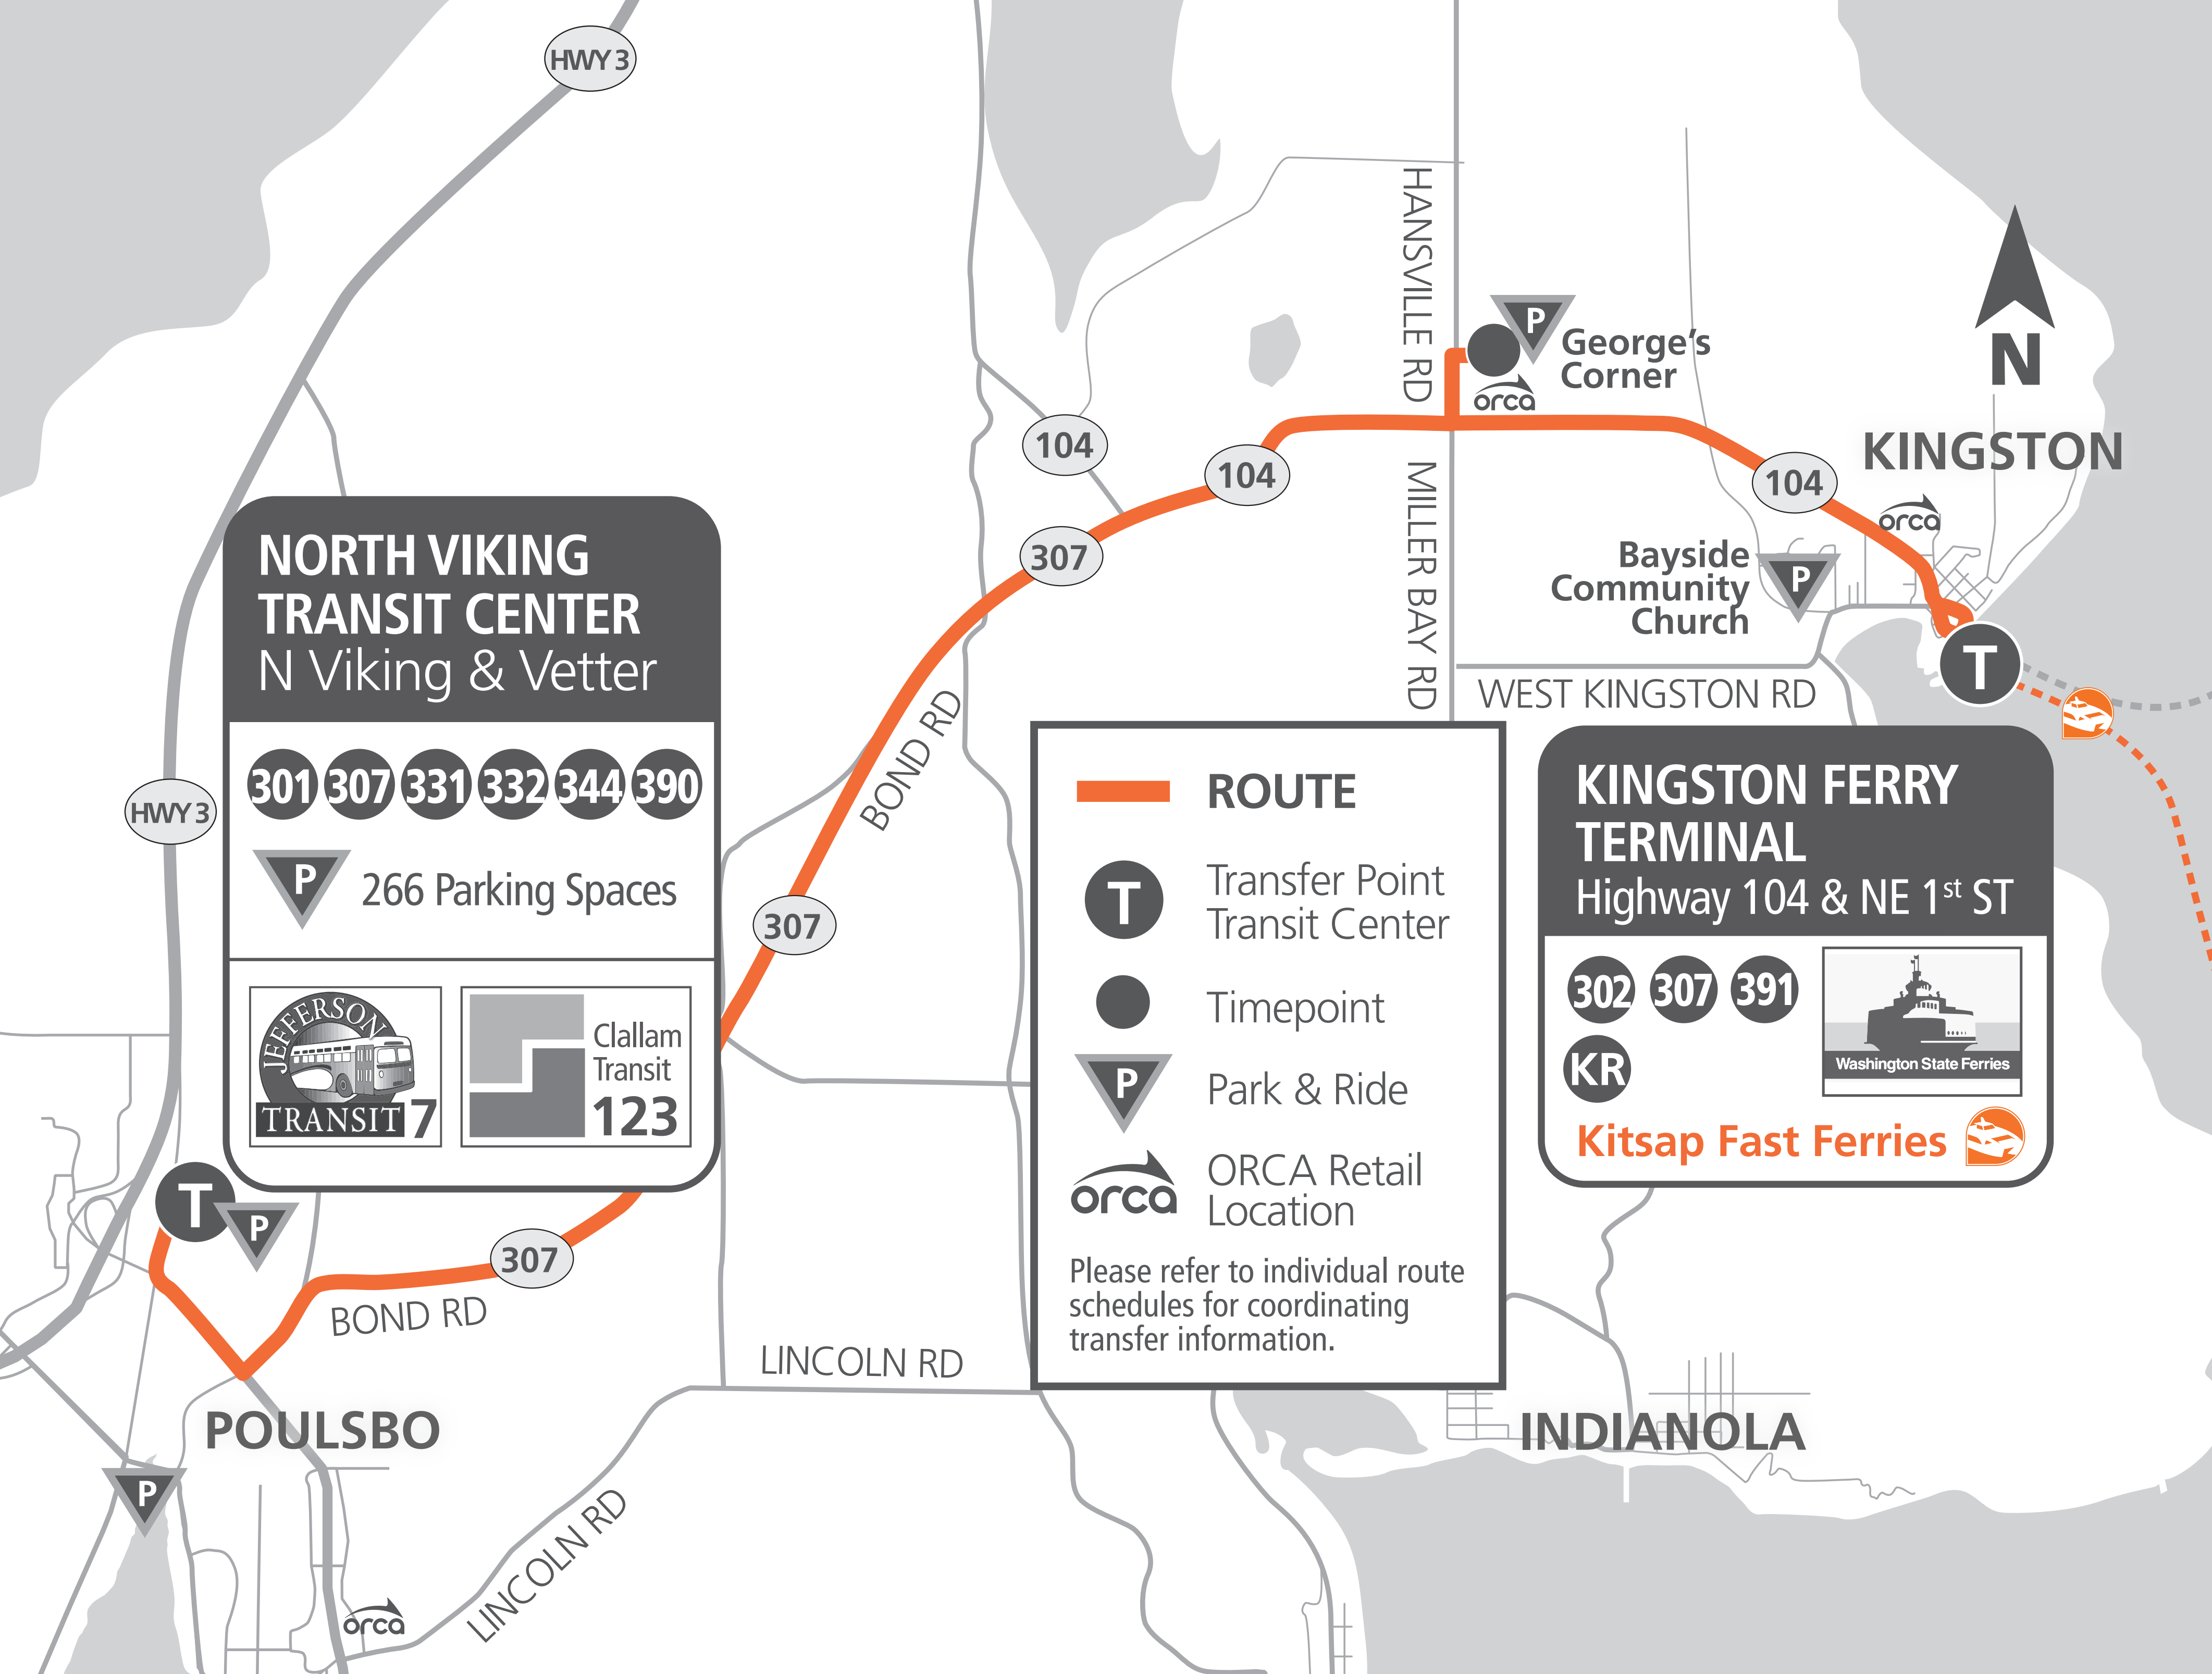 HWY 3
HANSVILLE RD
P
George's
Corner
orca
N
KINGSTON
104
104
104
orca
307
MILLER BAY RD
Bayside
Community
Church
P
T
WEST KINGSTON RD
NORTH VIKING
TRANSIT CENTER
N Viking & Vetter
301 307 331 332 344 390
P 266 Parking Spaces
JEFFERSON
TRANSIT 7
Clallam
Transit
123
HWY 3
BOND RD
307
ROUTE
T Transfer Point
Transit Center
Timepoint
P Park & Ride
orca ORCA Retail
Location
Please refer to individual route
schedules for coordinating
transfer information.
KINGSTON FERRY
TERMINAL
Highway 104 & NE 1st ST
302 307 391
KR
Washington State Ferries
Kitsap Fast Ferries
T
P
307
BOND RD
LINCOLN RD
POULSBO
INDIANOLA
P
LINCOLN RD
orca